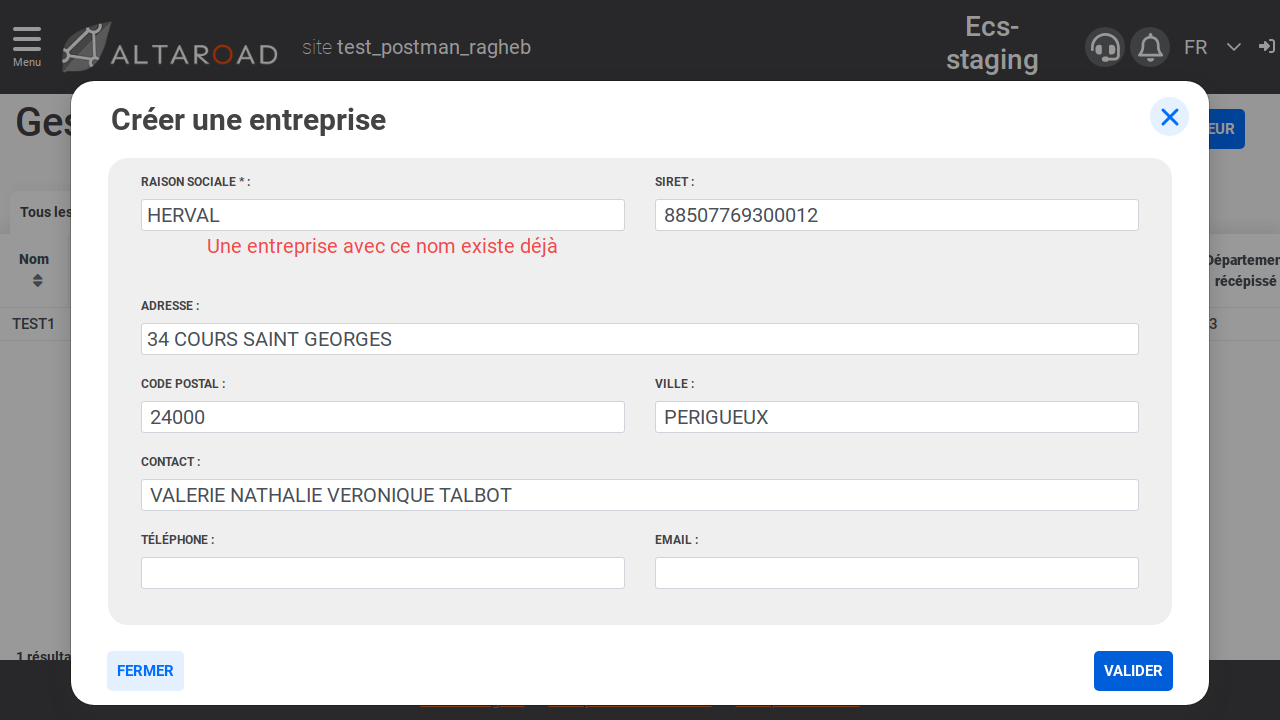 Menu
ALTAROAD
site test_postman_ragheb
Ecs-
staging
FR
Créer une entreprise
RAISON SOCIALE * :
SIRET :
HERVAL
88507769300012
Une entreprise avec ce nom existe déjà
ADRESSE :
34 COURS SAINT GEORGES
CODE POSTAL :
VILLE :
24000
PERIGUEUX
CONTACT :
VALERIE NATHALIE VERONIQUE TALBOT
TÉLÉPHONE :
EMAIL :
FERMER
VALIDER
Ges
EUR
Tous les
Nom
Départemen
récépissé
TEST1
3
1 résulta